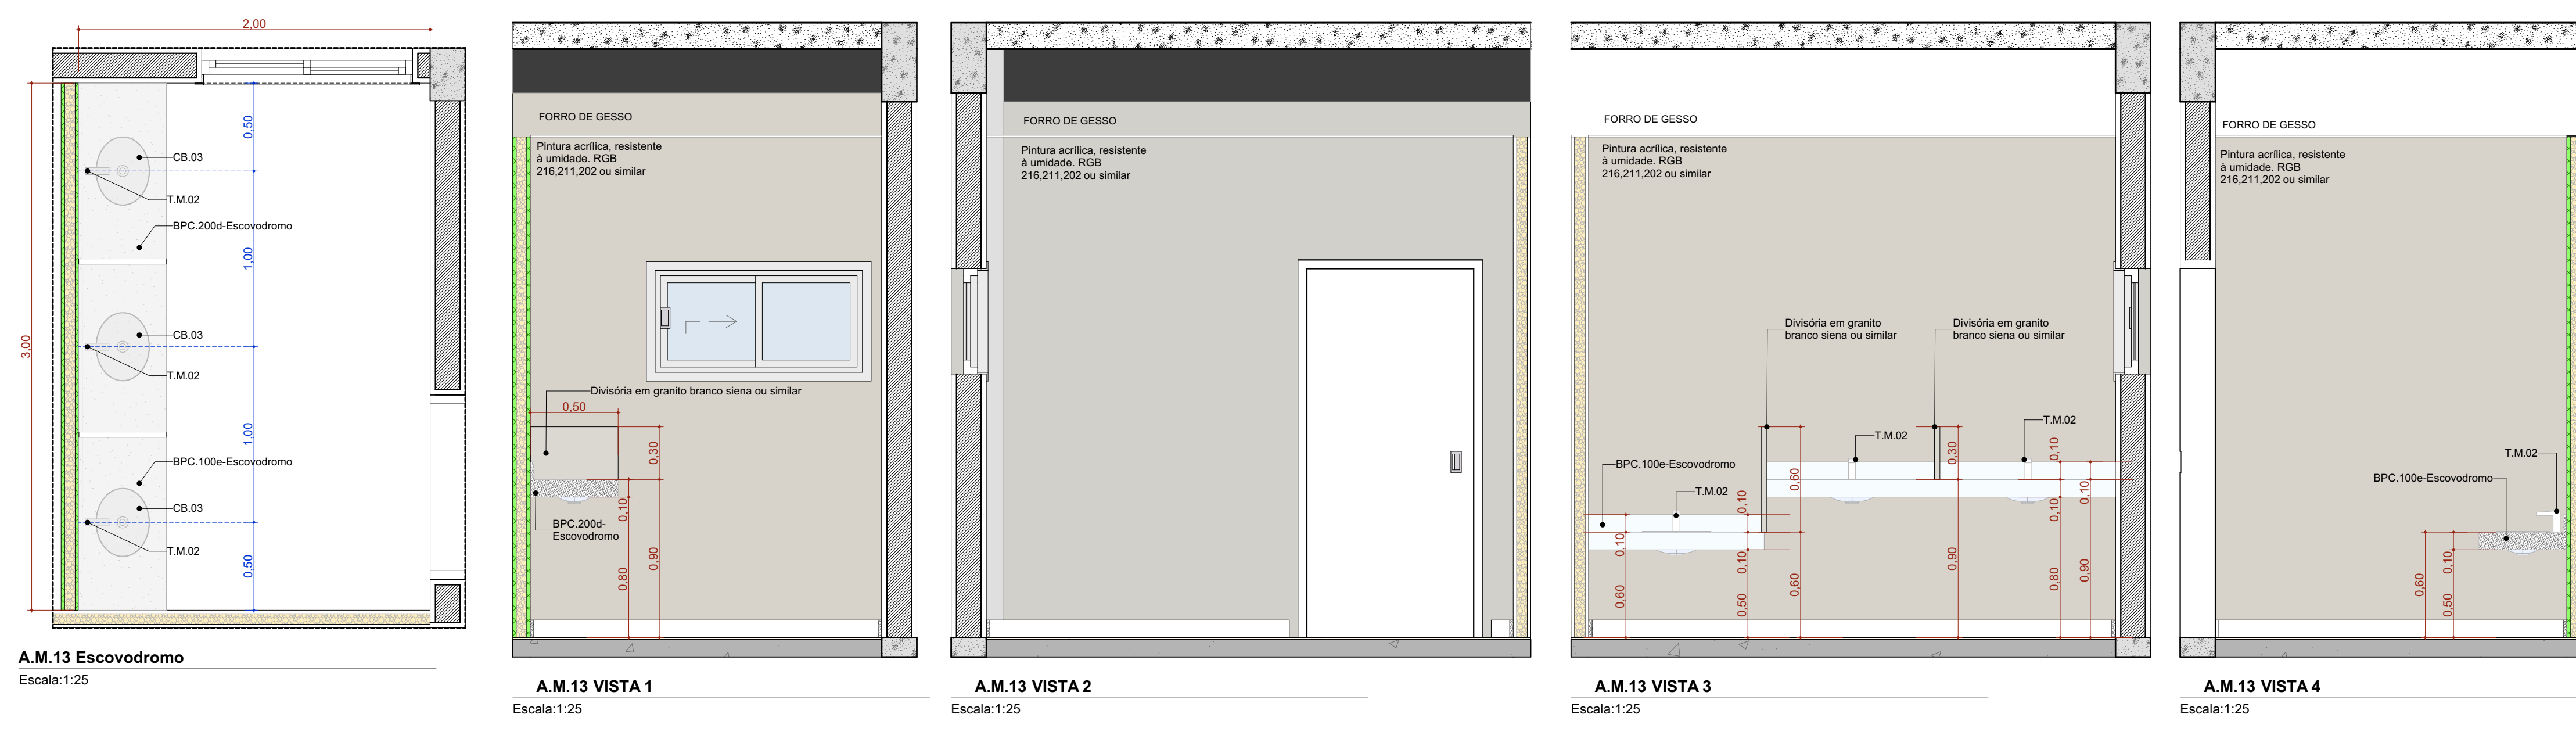 2,00
3,00
0,50
CB.03
T.M.02
BPC.200d-Escovodromo
1,00
CB.03
T.M.02
1,00
BPC.100e-Escovodromo
CB.03
T.M.02
0,50
A.M.13 Escovodromo
Escala:1:25
FORRO DE GESSO
Pintura acrílica, resistente
à umidade. RGB
216,211,202 ou similar
Divisória em granito branco siena ou similar
0,50
0,30
0,10
BPC.200d-
Escovodromo
0,80
0,90
A.M.13 VISTA 1
Escala:1:25
FORRO DE GESSO
Pintura acrílica, resistente
à umidade. RGB
216,211,202 ou similar
A.M.13 VISTA 2
Escala:1:25
FORRO DE GESSO
Pintura acrílica, resistente
à umidade. RGB
216,211,202 ou similar
Divisória em granito
branco siena ou similar
Divisória em granito
branco siena ou similar
T.M.02
T.M.02
BPC.100e-Escovodromo
T.M.02
0,60
0,30
0,10
0,10
0,10
0,10
0,10
0,10
0,60
0,50
0,60
0,90
0,80
0,90
A.M.13 VISTA 3
Escala:1:25
FORRO DE GESSO
Pintura acrílica, resistente
à umidade. RGB
216,211,202 ou similar
T.M.02
BPC.100e-Escovodromo
0,60
0,10
0,50
A.M.13 VISTA 4
Escala:1:25